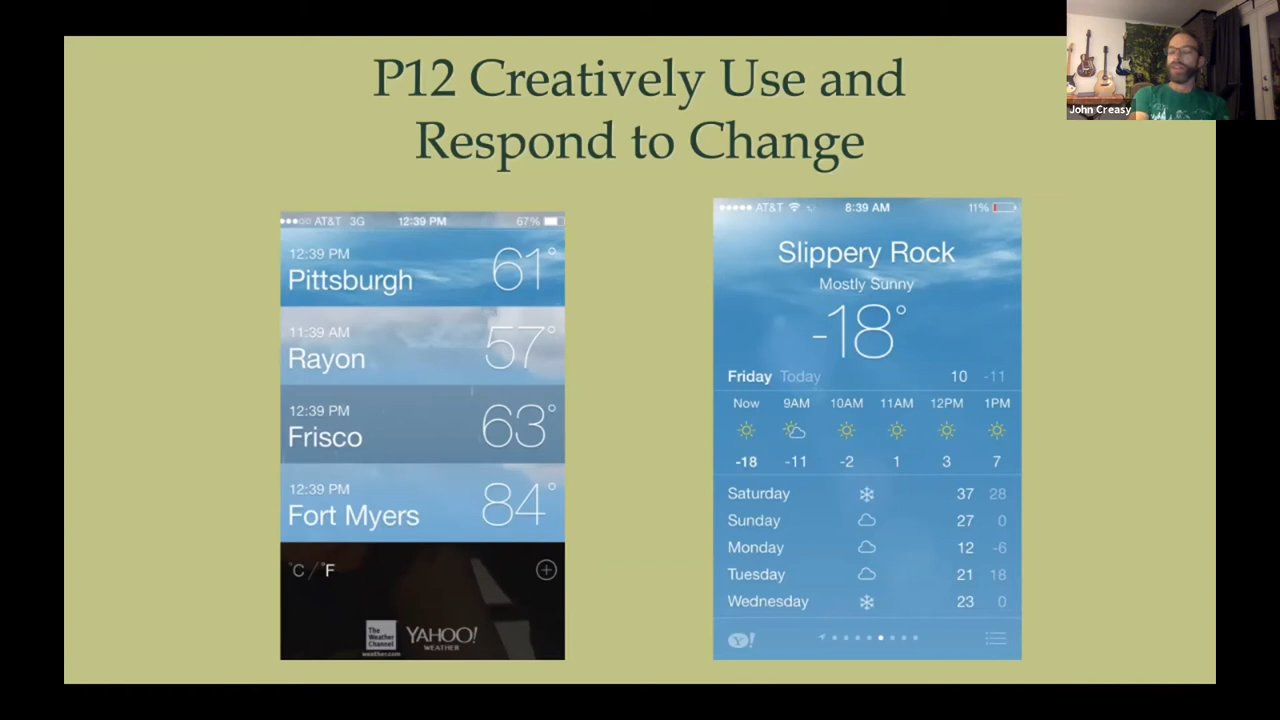 P12 Creatively Use and
Respond to Change
John Creasy
AT&T 3G 12:39 PM 67%
12:39 PM
Pittsburgh 61°
11:39 AM
Rayon 57°
12:39 PM
Frisco 63°
12:39 PM
Fort Myers 84°
°C / °F
The
Weather
Channel
weather.com
YAHOO!
WEATHER
AT&T 8:39 AM 11%
Slippery Rock
Mostly Sunny
-18°
Friday Today 10 -11
Now 9AM 10AM 11AM 12PM 1PM
-18 -11 -2 1 3 7
Saturday 37 28
Sunday 27 0
Monday 12 -6
Tuesday 21 18
Wednesday 23 0
Y!